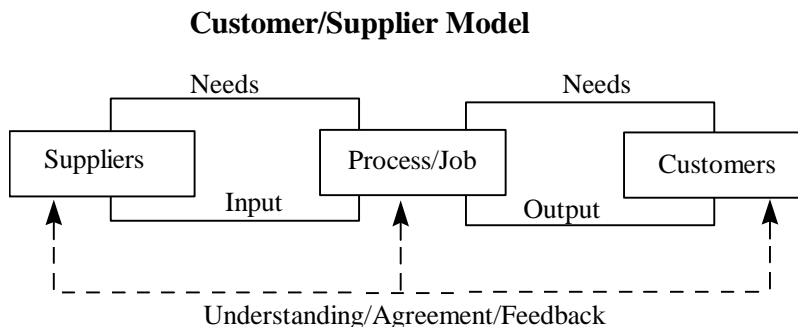 Customer/Supplier Model
Needs
Needs
Suppliers
Process/Job
Customers
Input
Output
Understanding/Agreement/Feedback